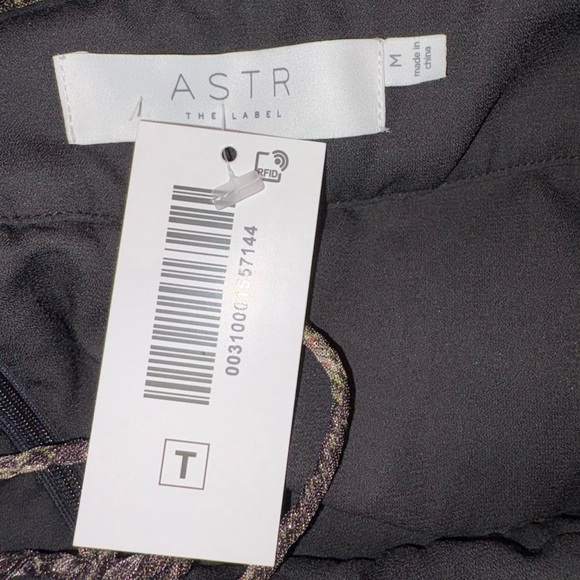 ASTR
THE LABEL
M
made in
china
RFID
T